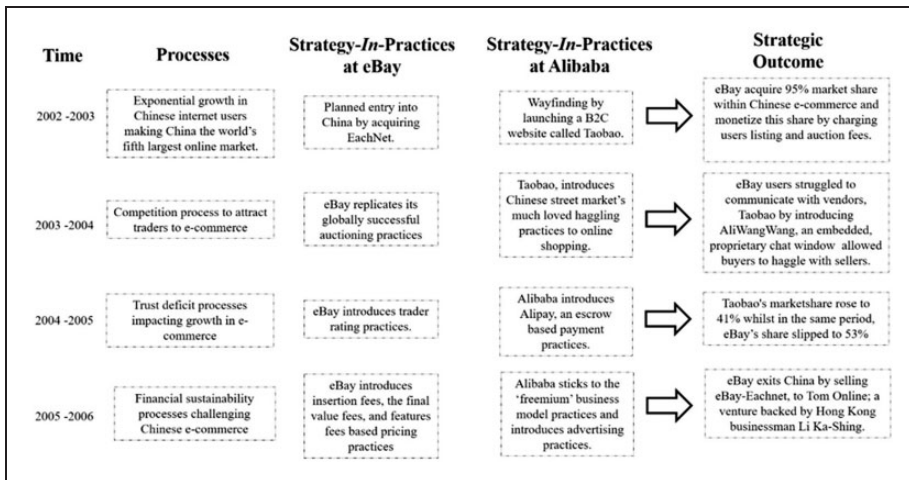 Time
Processes
Strategy-In-Practices
at eBay
Strategy-In-Practices
at Alibaba
Strategic
Outcome
2002 -2003
Exponential growth in
Chinese internet users
making China the world's
fifth largest online market.
Planned entry into
China by acquiring
EachNet.
Wayfinding by
launching a B2C
website called Taobao.
eBay acquire 95% market share
within Chinese e-commerce and
monetize this share by charging
users listing and auction fees.
2003 -2004
Competition process to attract
traders to e-commerce
eBay replicates its
globally successful
auctioning practices
Taobao, introduces
Chinese street market's
much loved haggling
practices to online
shopping.
eBay users struggled to
communicate with vendors,
Taobao by introducing
AliWangWang, an embedded,
proprietary chat window allowed
buyers to haggle with sellers.
2004 -2005
Trust deficit processes
impacting growth in e-
commerce
eBay introduces trader
rating practices.
Alibaba introduces
Alipay, an escrow
based payment
practices.
Taobao's marketshare rose to
41% whilst in the same period,
eBay's share slipped to 53%
2005 -2006
Financial sustainability
processes challenging
Chinese e-commerce
eBay introduces
insertion fees, the final
value fees, and features
fees based pricing
practices
Alibaba sticks to the
'freemium' business
model practices and
introduces advertising
practices.
eBay exits China by selling
eBay-Eachnet, to Tom Online; a
venture backed by Hong Kong
businessman Li Ka-Shing.